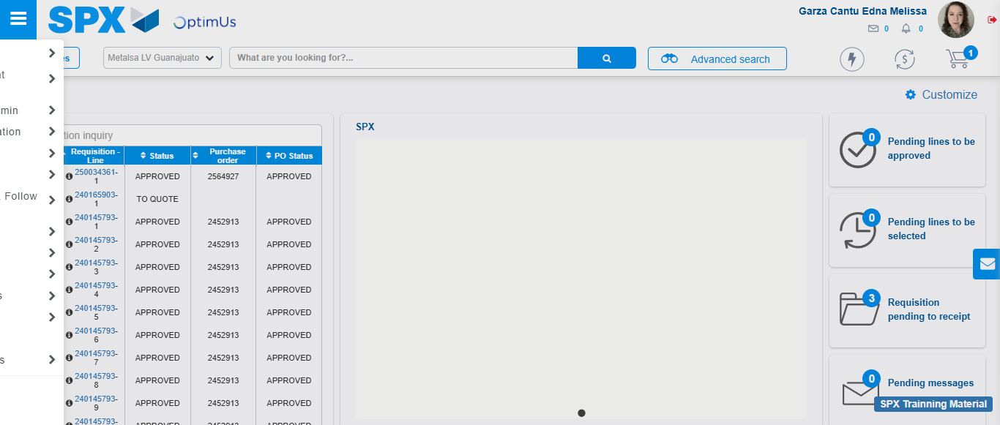 SPX
OptimUs
Garza Cantu Edna Melissa
0 0
es
Metalsa LV Guanajuato
What are you looking for?...
Advanced search
1
Customize
t
min
ation
Follow
s
s
tion inquiry
Requisition - Line Status Purchase order PO Status
250034361-1 APPROVED 2564927 APPROVED
240165903-1 TO QUOTE
240145793-1 APPROVED 2452913 APPROVED
240145793-2 APPROVED 2452913 APPROVED
240145793-3 APPROVED 2452913 APPROVED
240145793-4 APPROVED 2452913 APPROVED
240145793-5 APPROVED 2452913 APPROVED
240145793-6 APPROVED 2452913 APPROVED
240145793-7 APPROVED 2452913 APPROVED
240145793-8 APPROVED 2452913 APPROVED
240145793-9 APPROVED 2452913 APPROVED
240145793- APPROVED 2452913 APPROVED
SPX
0
Pending lines to be
approved
0
Pending lines to be
selected
3
Requisition
pending to receipt
0
Pending messages
SPX Trainning Material